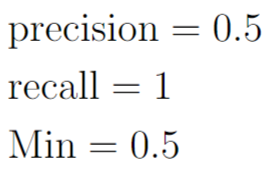 precision = 0.5
recall = 1
Min = 0.5